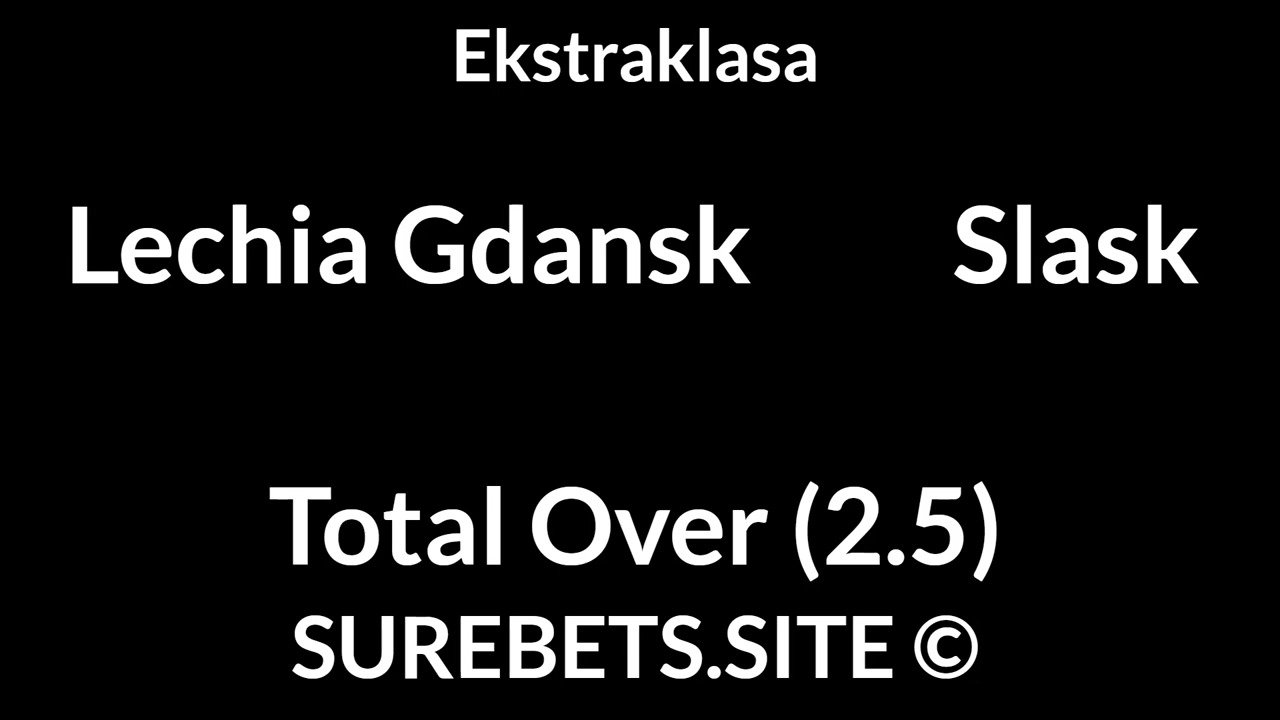 Ekstraklasa
Lechia Gdansk Slask
Total Over (2.5)
SUREBETS.SITE ©